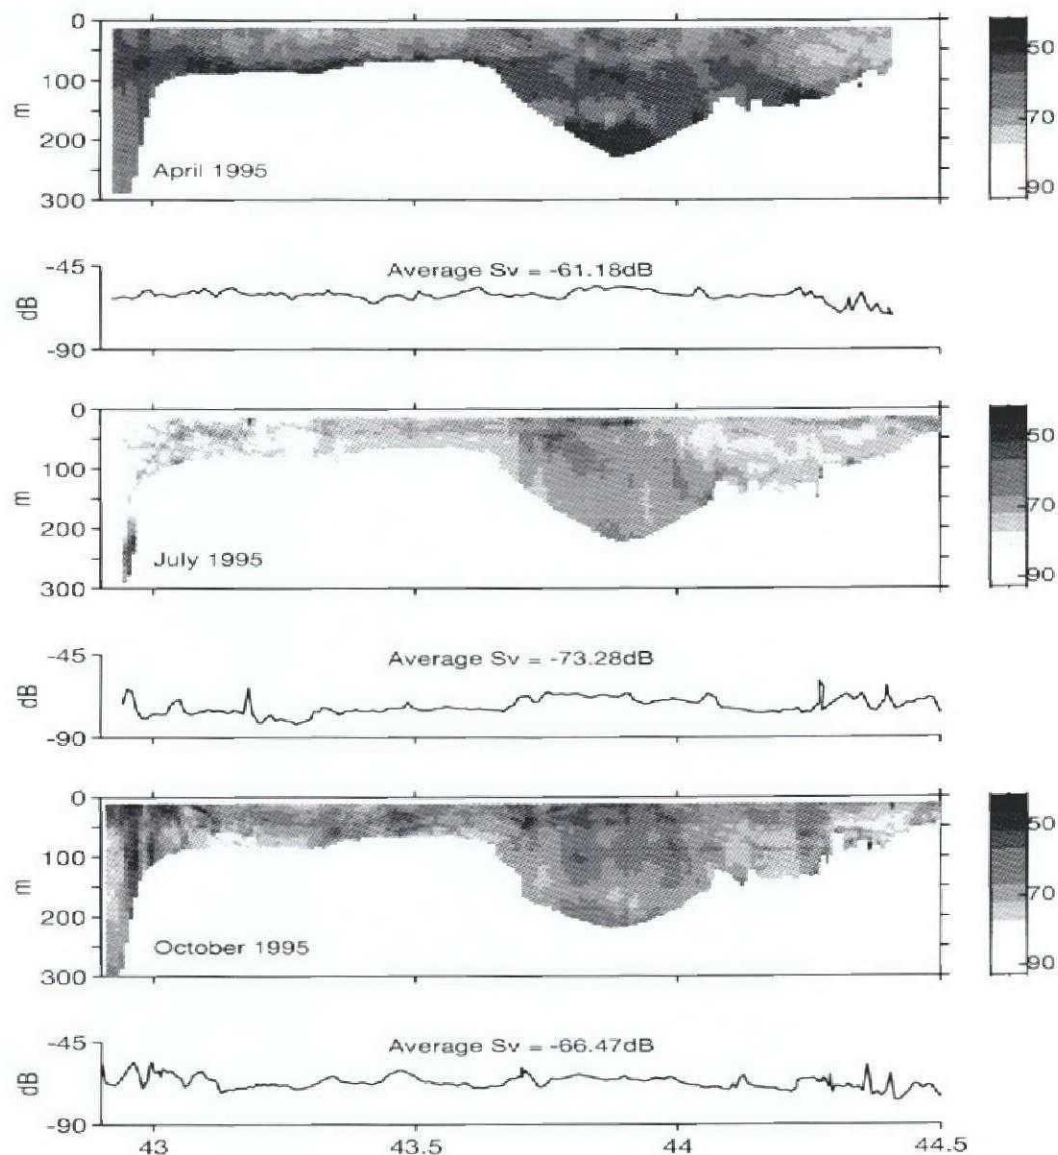 0
100
m
200
April 1995
300
-50
-70
-90
-45
Average Sv = -61.18dB
dB
-90
0
100
m
200
July 1995
300
-50
-70
-90
-45
Average Sv = -73.28dB
dB
-90
0
100
m
200
October 1995
300
-50
-70
-90
-45
Average Sv = -66.47dB
dB
-90
43 43.5 44 44.5